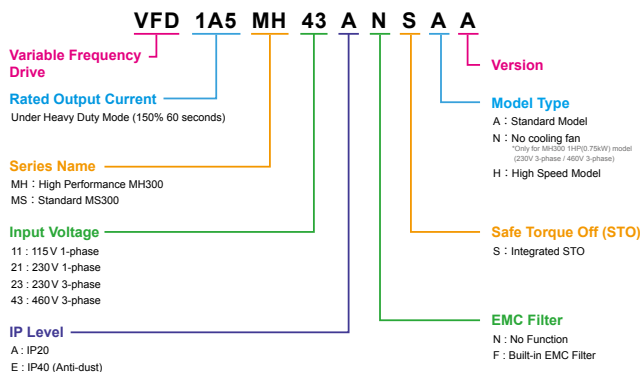 VFD 1A5 MH 43 A N S A A
Variable Frequency
Drive
Rated Output Current
Under Heavy Duty Mode (150% 60 seconds)
Series Name
MH : High Performance MH300
MS : Standard MS300
Input Voltage
11 : 115V 1-phase
21 : 230V 1-phase
23 : 230V 3-phase
43 : 460V 3-phase
IP Level
A : IP20
E : IP40 (Anti-dust)
Version
Model Type
A : Standard Model
N : No cooling fan
*Only for MH300 1HP(0.75kW) model
(230V 3-phase / 460V 3-phase)
H : High Speed Model
Safe Torque Off (STO)
S : Integrated STO
EMC Filter
N : No Function
F : Built-in EMC Filter